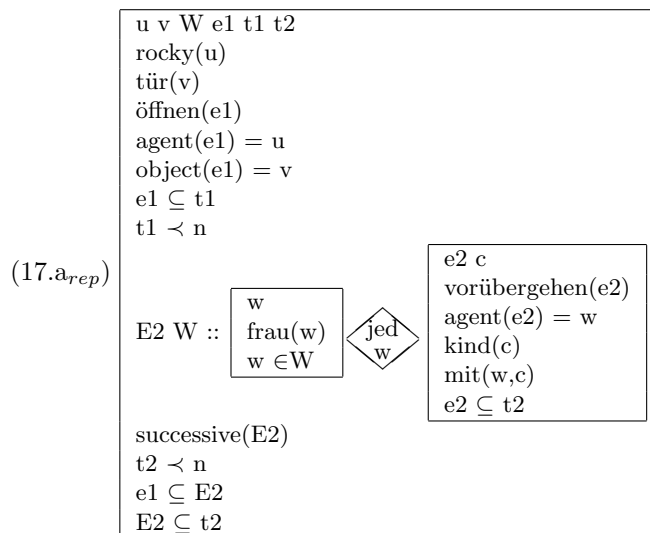 u v W e1 t1 t2
rocky(u)
tür(v)
öffnen(e1)
agent(e1) = u
object(e1) = v
e1 ⊆ t1
t1 ≺ n
(17.a_rep)
E2 W ::
w
frau(w)
w ∈W
jed
w
e2 c
vorübergehen(e2)
agent(e2) = w
kind(c)
mit(w,c)
e2 ⊆ t2
successive(E2)
t2 ≺ n
e1 ⊆ E2
E2 ⊆ t2